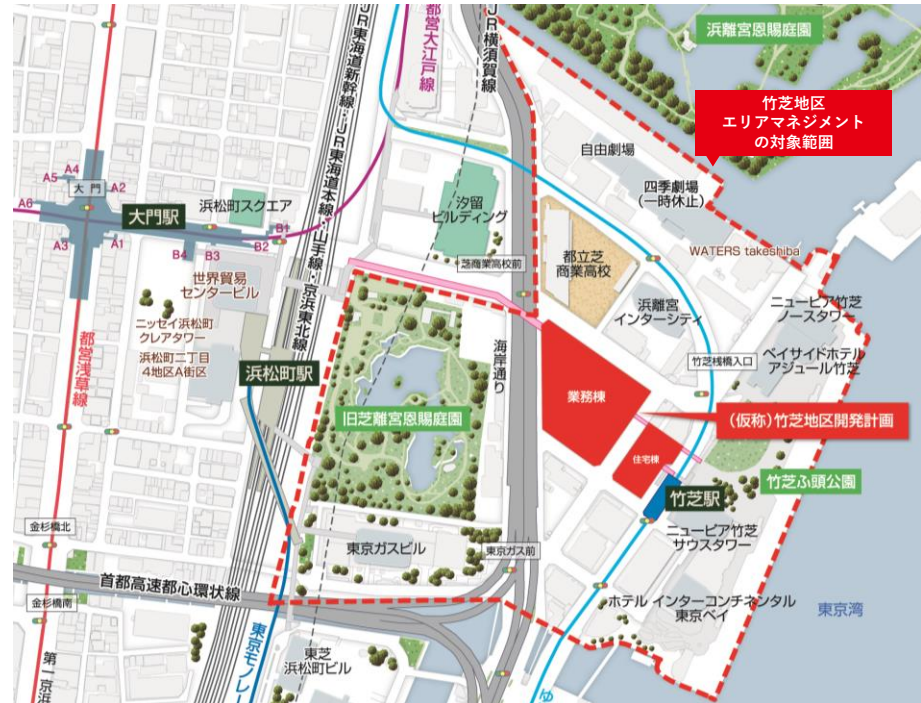 浜離宮恩賜庭園
竹芝地区
エリアマネジメント
の対象範囲
都営大江戸線
JR横須賀線
JR東海道新幹線・JR東海道本線・山手線・京浜東北線
自由劇場
四季劇場
(一時休止)
A4
A5
大門
A2
A6
大門駅
浜松町スクエア
A3
A1
B4
B3
B2
B1
汐留
ビルディング
芝商業高校前
都立芝
商業高校
WATERS takeshiba
世界貿易
センタービル
ニッセイ浜松町
クレアタワー
浜松町二丁目
4地区A街区
浜離宮
インターシティ
ニューピア竹芝
ノースタワー
竹芝桟橋入口
ベイサイドホテル
アジュール竹芝
都営浅草線
浜松町駅
海岸通り
業務棟
(仮称)竹芝地区開発計画
旧芝離宮恩賜庭園
住宅棟
竹芝ふ頭公園
竹芝駅
金杉橋北
東京ガスビル
東京ガス前
ニューピア竹芝
サウスタワー
首都高速都心環状線
金杉橋南
ホテル インターコンチネンタル
東京ベイ
東京湾
東芝
浜松町ビル
東京モノレー
第一京浜
ゆ